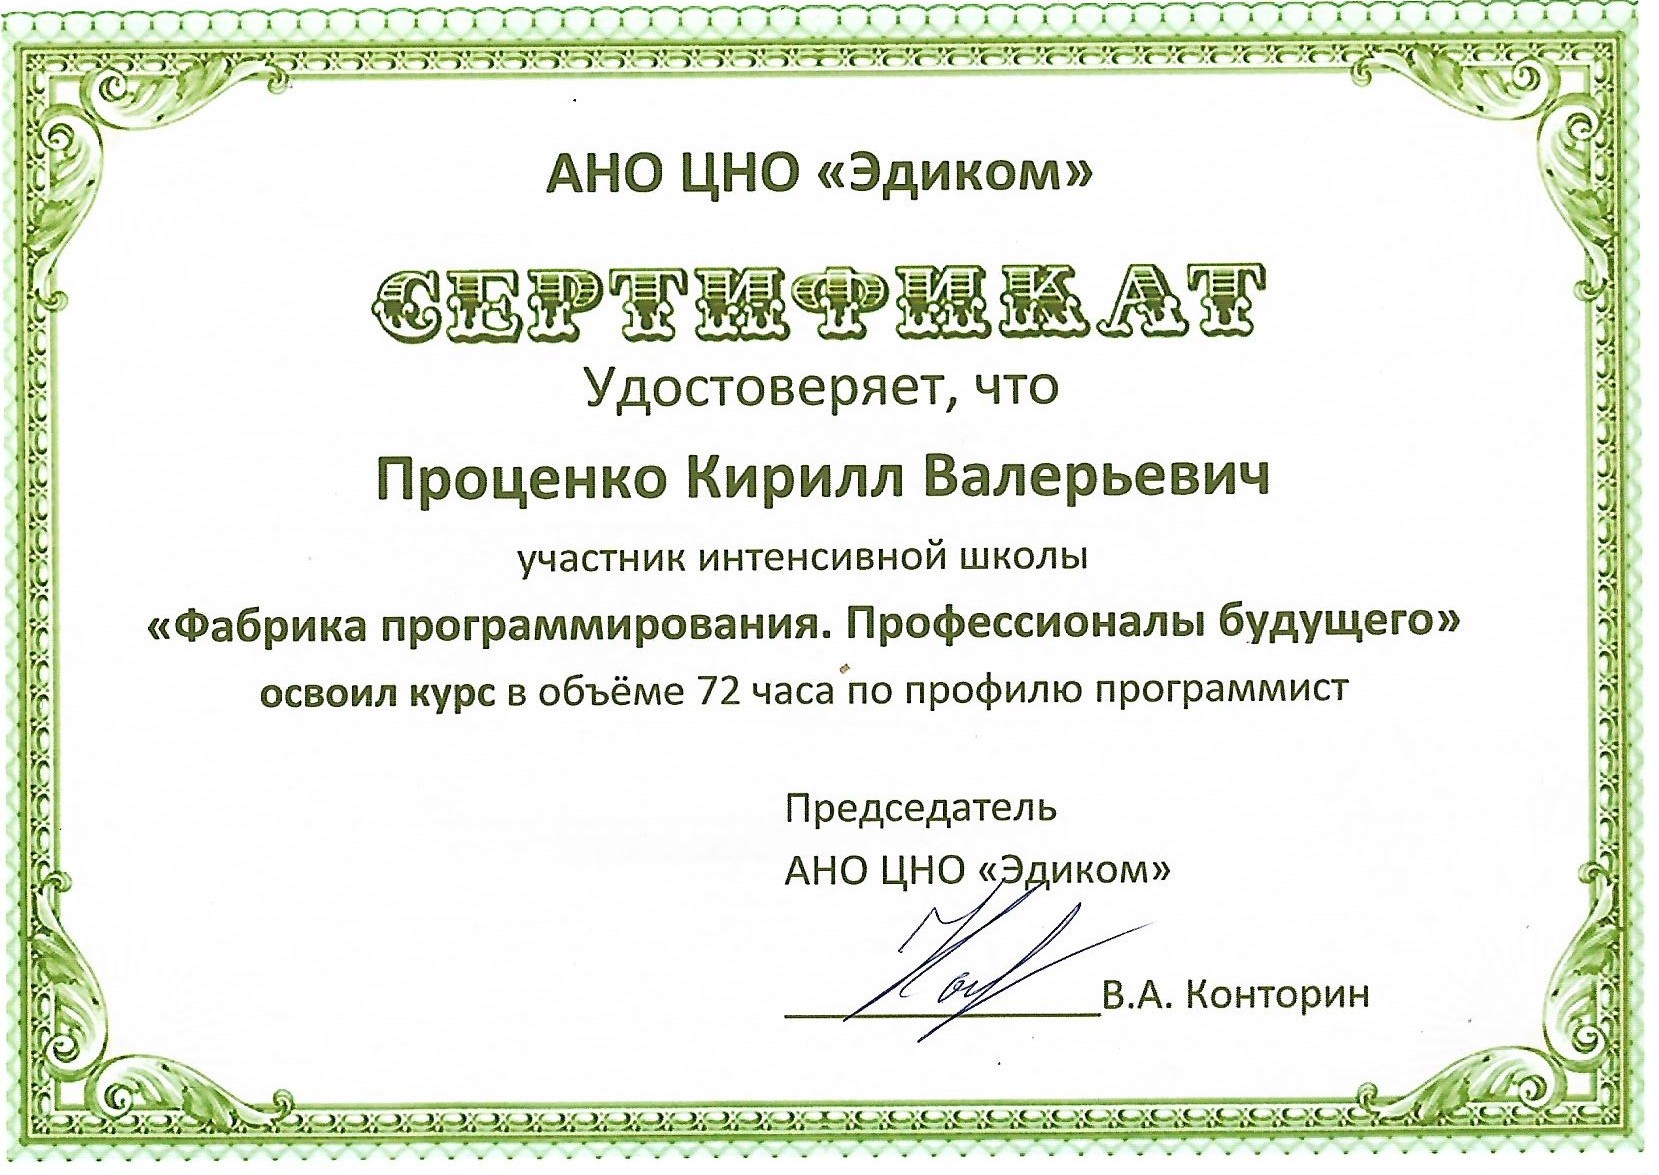 АНО ЦНО «Эдиком»
СЕРТИФИКАТ
Удостоверяет, что
Проценко Кирилл Валерьевич
участник интенсивной школы
«Фабрика программирования. Профессионалы будущего»
освоил курс в объёме 72 часа по профилю программист
Председатель
АНО ЦНО «Эдиком»
В.А. Конторин